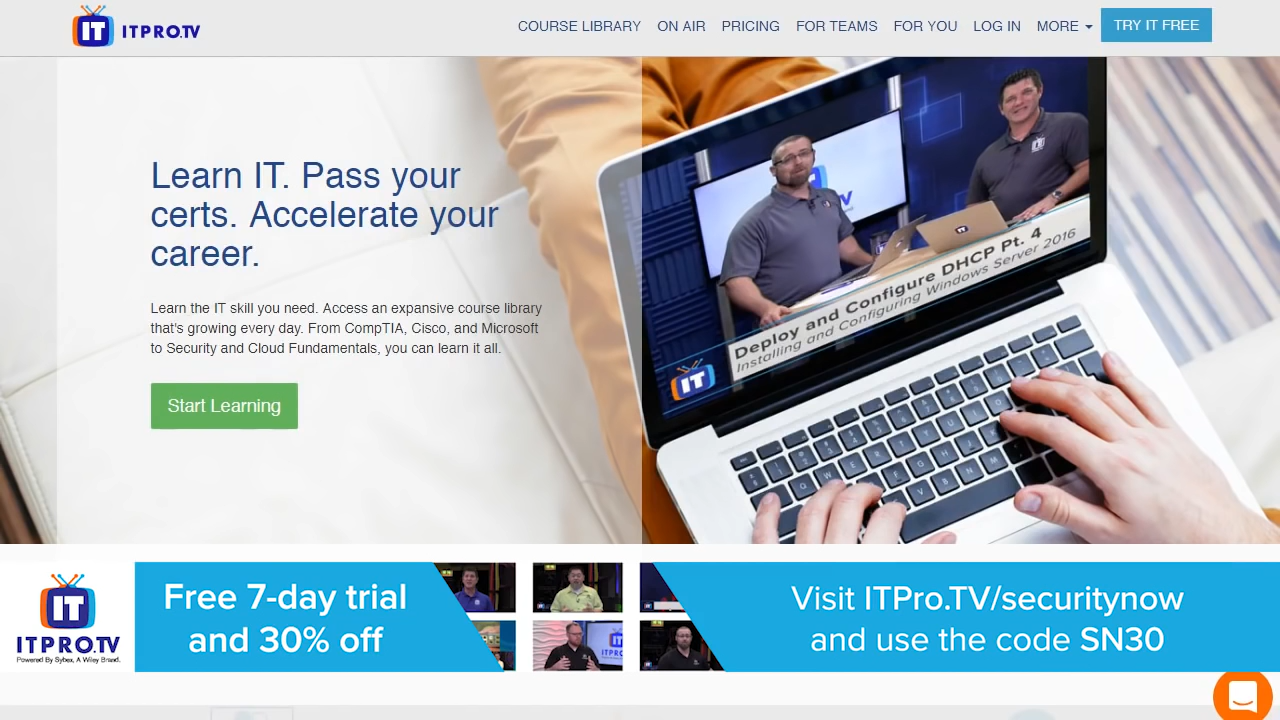 IT ITPRO.TV
COURSE LIBRARY ON AIR PRICING FOR TEAMS FOR YOU LOG IN MORE TRY IT FREE
Learn IT. Pass your
certs. Accelerate your
career.
Learn the IT skill you need. Access an expansive course library
that's growing every day. From CompTIA, Cisco, and Microsoft
to Security and Cloud Fundamentals, you can learn it all.
Start Learning
Deploy and Configure DHCP Pt. 4
Installing and Configuring Windows Server 2016
IT
IT
ITPRO.TV
Powered By Sybex, A Wiley Brand.
Free 7-day trial
and 30% off
Visit ITPro.TV/securitynow
and use the code SN30